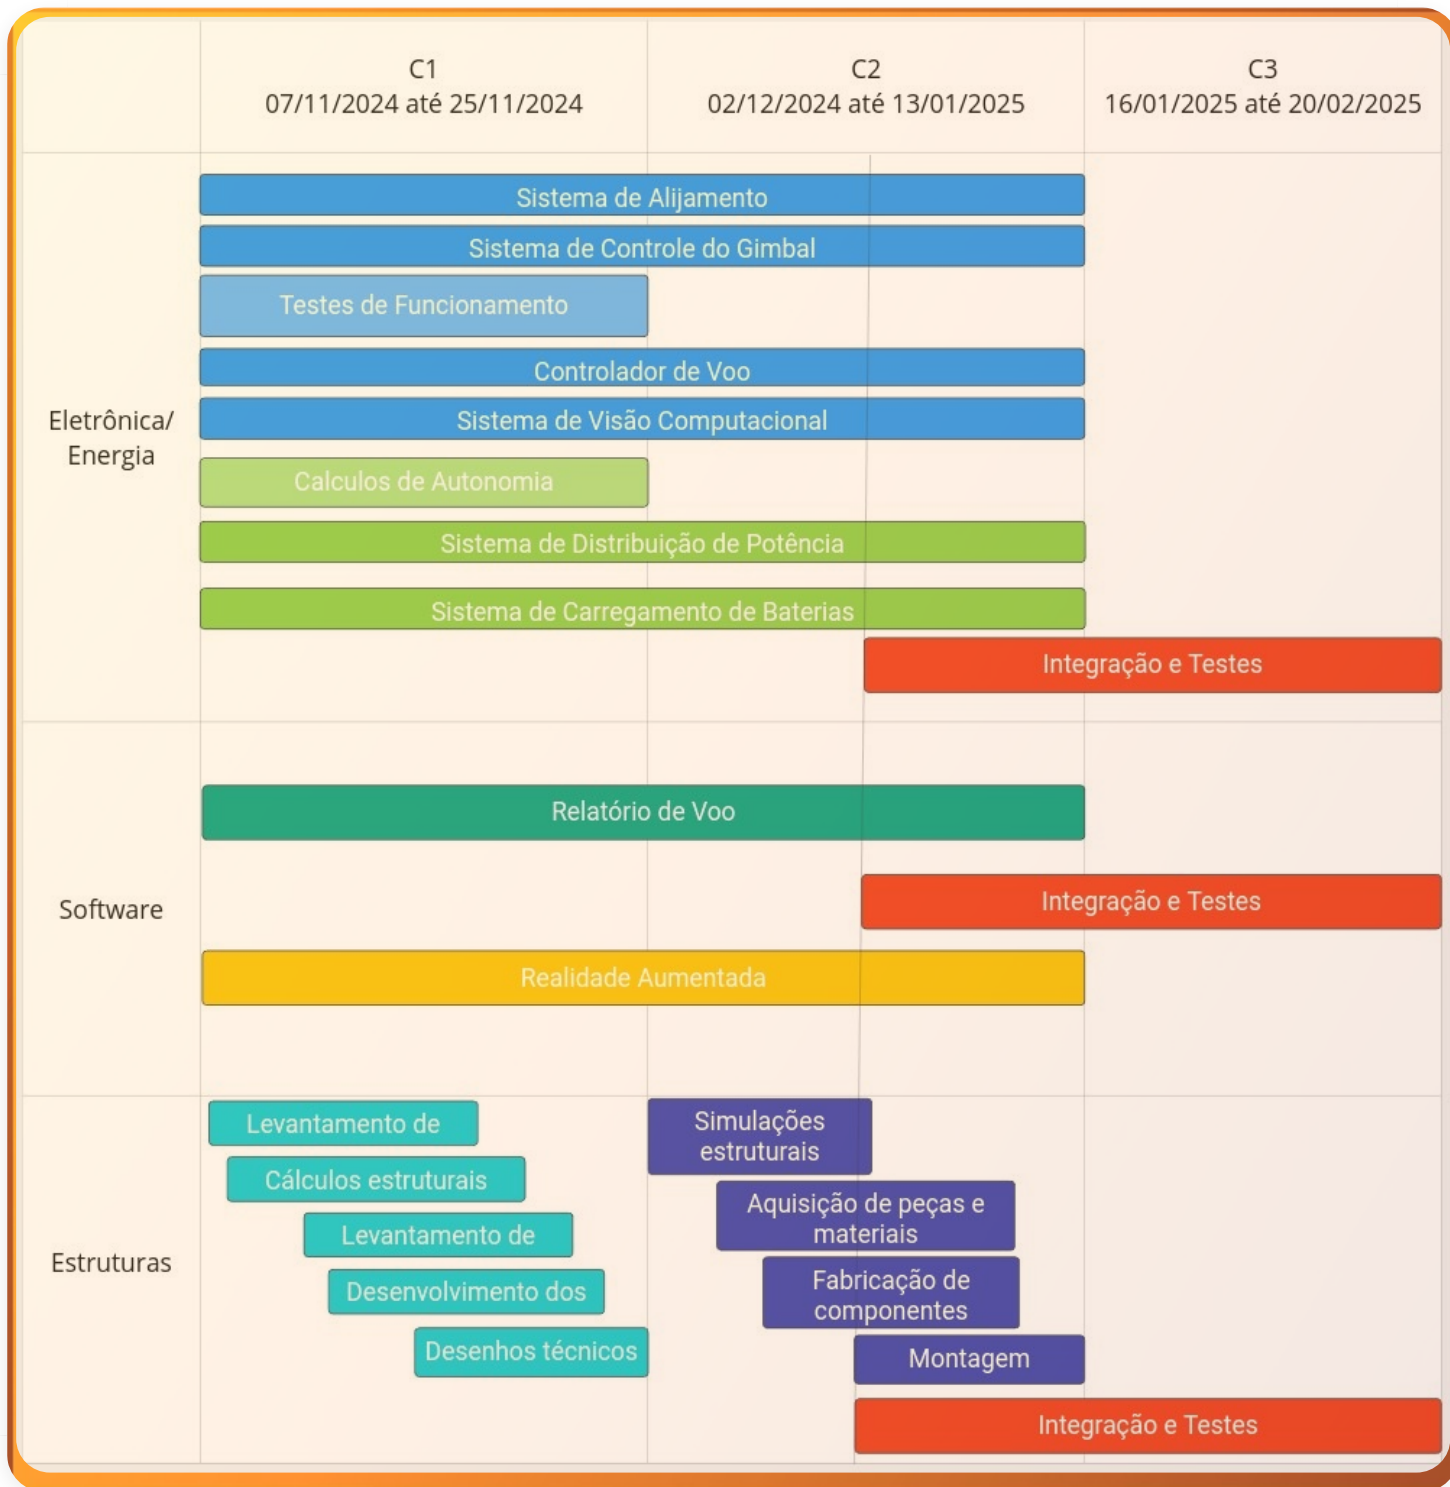 C1
07/11/2024 até 25/11/2024
C2
02/12/2024 até 13/01/2025
C3
16/01/2025 até 20/02/2025
Eletrônica/
Energia
Sistema de Alijamento
Sistema de Controle do Gimbal
Testes de Funcionamento
Controlador de Voo
Sistema de Visão Computacional
Calculos de Autonomia
Sistema de Distribuição de Potência
Sistema de Carregamento de Baterias
Integração e Testes
Software
Relatório de Voo
Integração e Testes
Realidade Aumentada
Estruturas
Levantamento de
Cálculos estruturais
Levantamento de
Desenvolvimento dos
Desenhos técnicos
Simulações
estruturais
Aquisição de peças e
materiais
Fabricação de
componentes
Montagem
Integração e Testes